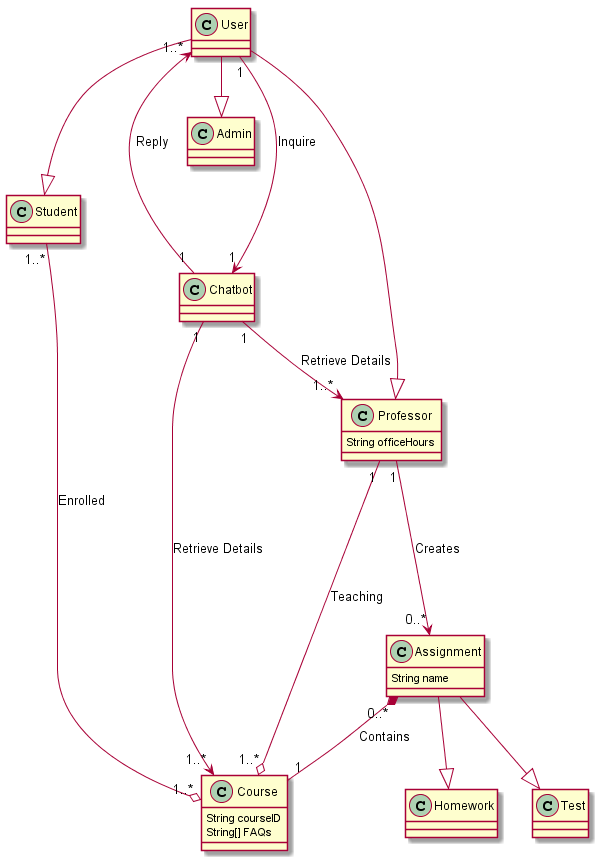 C User
1..*
1
Reply
Inquire
C Admin
C Student
1..*
1
1
C Chatbot
1
1
Retrieve Details
1..*
C Professor
String officeHours
1
1
Enrolled
Retrieve Details
Creates
Teaching
0..*
C Assignment
String name
0..*
Contains
1..*
1..*
1
1..*
C Course
String courseID
String[] FAQs
C Homework
C Test